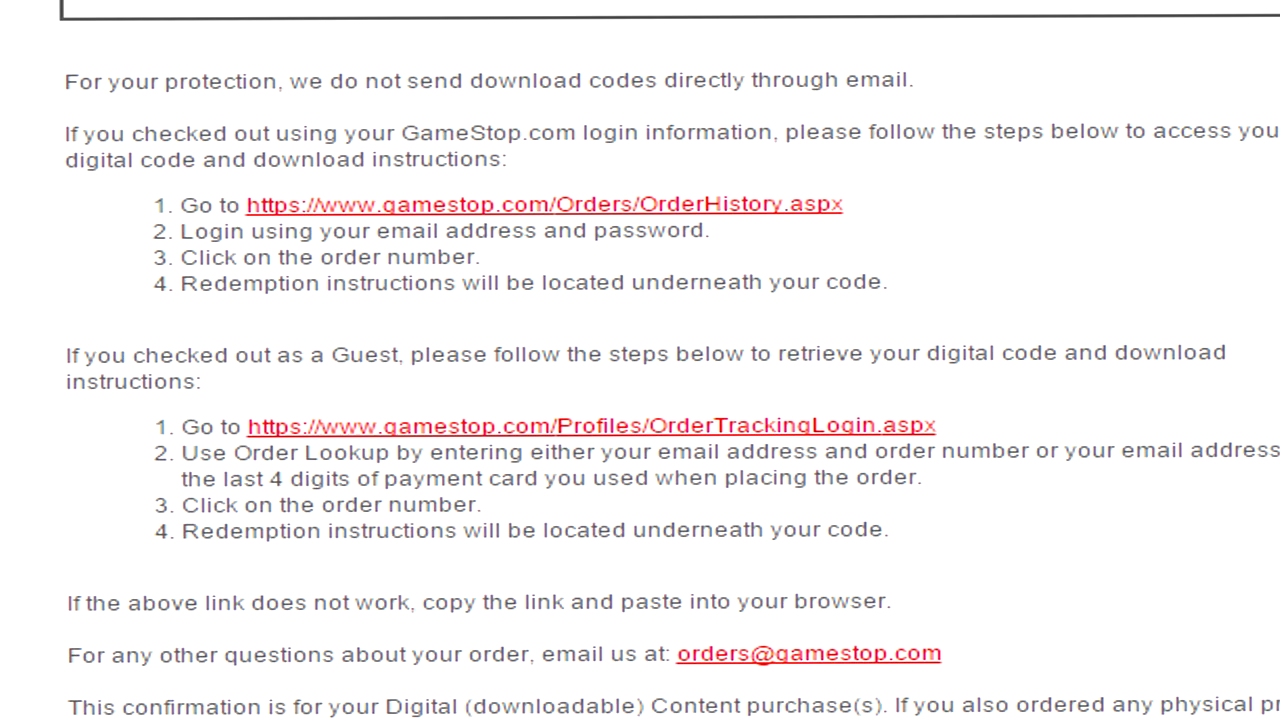 For your protection, we do not send download codes directly through email.
If you checked out using your GameStop.com login information, please follow the steps below to access you
digital code and download instructions:
1. Go to https://www.gamestop.com/Orders/OrderHistory.aspx
2. Login using your email address and password.
3. Click on the order number.
4. Redemption instructions will be located underneath your code.
If you checked out as a Guest, please follow the steps below to retrieve your digital code and download
instructions:
1. Go to https://www.gamestop.com/Profiles/OrderTrackingLogin.aspx
2. Use Order Lookup by entering either your email address and order number or your email address
the last 4 digits of payment card you used when placing the order.
3. Click on the order number.
4. Redemption instructions will be located underneath your code.
If the above link does not work, copy the link and paste into your browser.
For any other questions about your order, email us at: orders@gamestop.com
This confirmation is for your Digital (downloadable) Content purchase(s). If you also ordered any physical pr